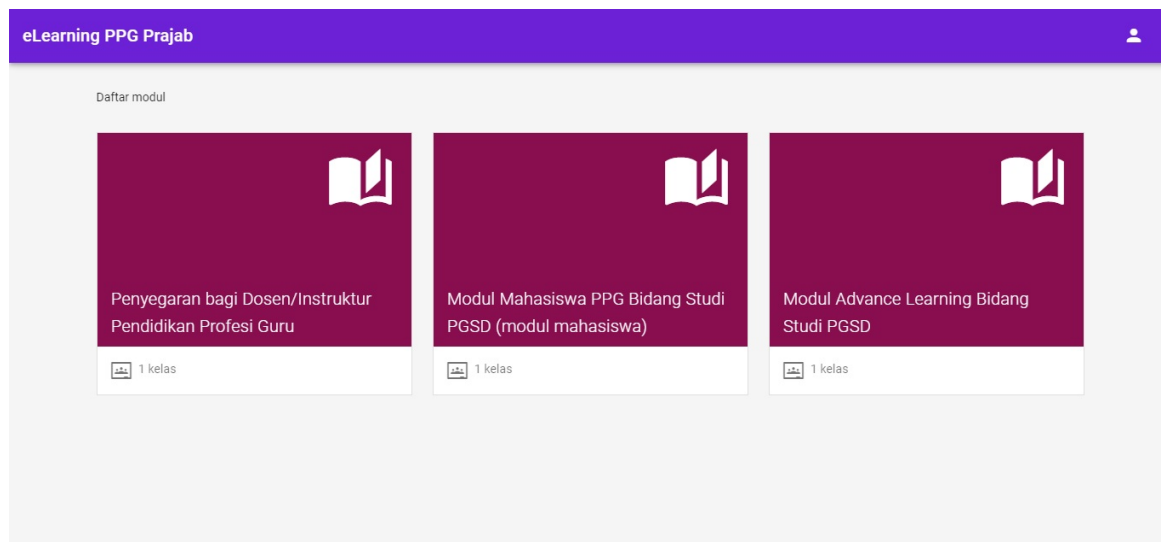 eLearning PPG Prajab
Daftar modul
Penyegaran bagi Dosen/Instruktur
Pendidikan Profesi Guru
1 kelas
Modul Mahasiswa PPG Bidang Studi
PGSD (modul mahasiswa)
1 kelas
Modul Advance Learning Bidang
Studi PGSD
1 kelas